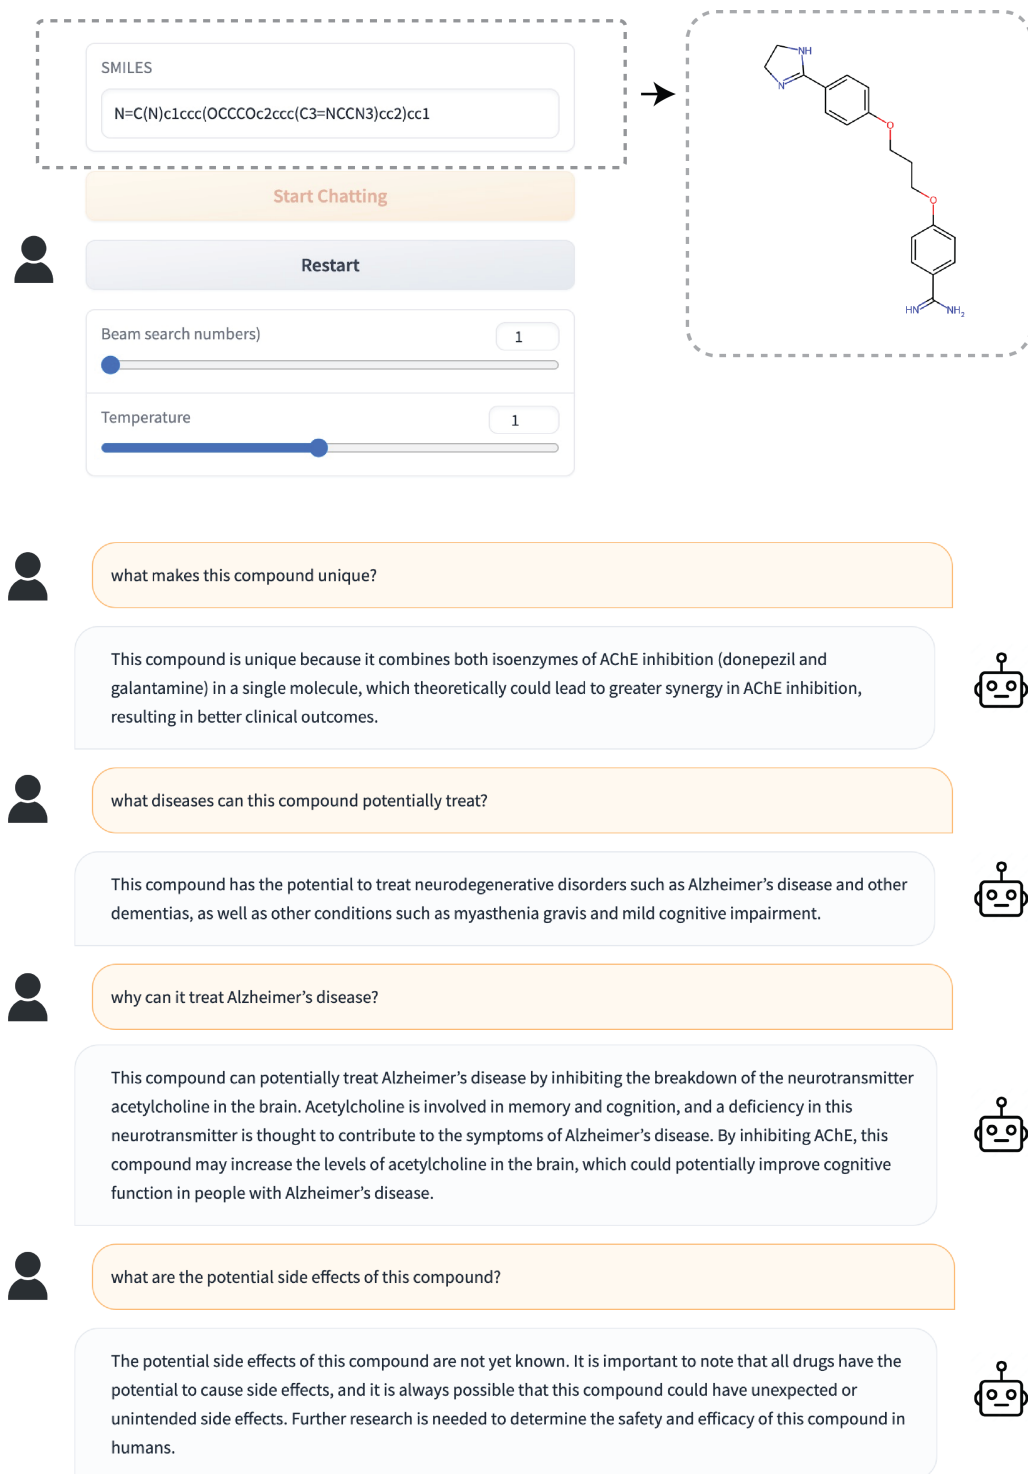 SMILES
N=C(N)c1ccc(OCCCOc2ccc(C3=NCCN3)cc2)cc1
Start Chatting
Restart
Beam search numbers)
1
Temperature
1
NH
N
O
O
HN
NH2
what makes this compound unique?
This compound is unique because it combines both isoenzymes of AChE inhibition (donepezil and
galantamine) in a single molecule, which theoretically could lead to greater synergy in AChE inhibition,
resulting in better clinical outcomes.
what diseases can this compound potentially treat?
This compound has the potential to treat neurodegenerative disorders such as Alzheimer’s disease and other
dementias, as well as other conditions such as myasthenia gravis and mild cognitive impairment.
why can it treat Alzheimer’s disease?
This compound can potentially treat Alzheimer’s disease by inhibiting the breakdown of the neurotransmitter
acetylcholine in the brain. Acetylcholine is involved in memory and cognition, and a deficiency in this
neurotransmitter is thought to contribute to the symptoms of Alzheimer’s disease. By inhibiting AChE, this
compound may increase the levels of acetylcholine in the brain, which could potentially improve cognitive
function in people with Alzheimer’s disease.
what are the potential side effects of this compound?
The potential side effects of this compound are not yet known. It is important to note that all drugs have the
potential to cause side effects, and it is always possible that this compound could have unexpected or
unintended side effects. Further research is needed to determine the safety and efficacy of this compound in
humans.